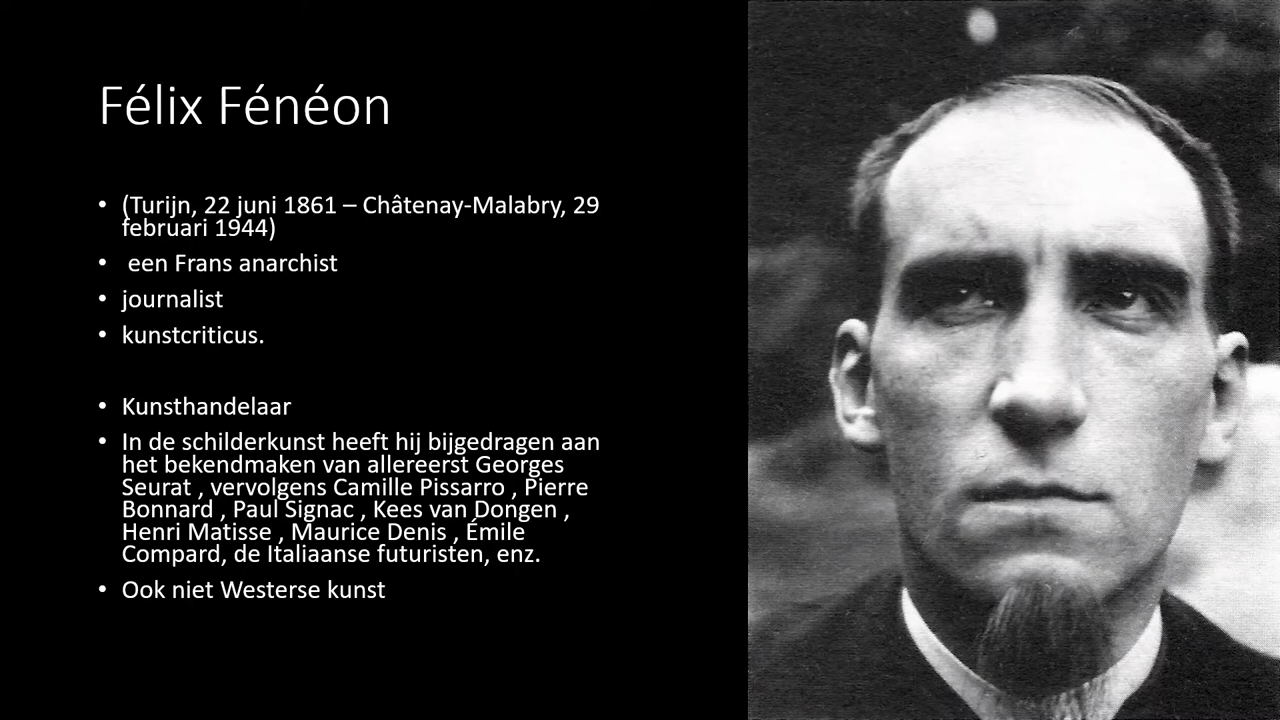 Félix Fénéon
• (Turijn, 22 juni 1861 – Châtenay-Malabry, 29
februari 1944)
• een Frans anarchist
• journalist
• kunstcriticus.
• Kunsthandelaar
• In de schilderkunst heeft hij bijgedragen aan
het bekendmaken van allereerst Georges
Seurat , vervolgens Camille Pissarro , Pierre
Bonnard , Paul Signac , Kees van Dongen ,
Henri Matisse , Maurice Denis , Émile
Compard, de Italiaanse futuristen, enz.
• Ook niet Westerse kunst